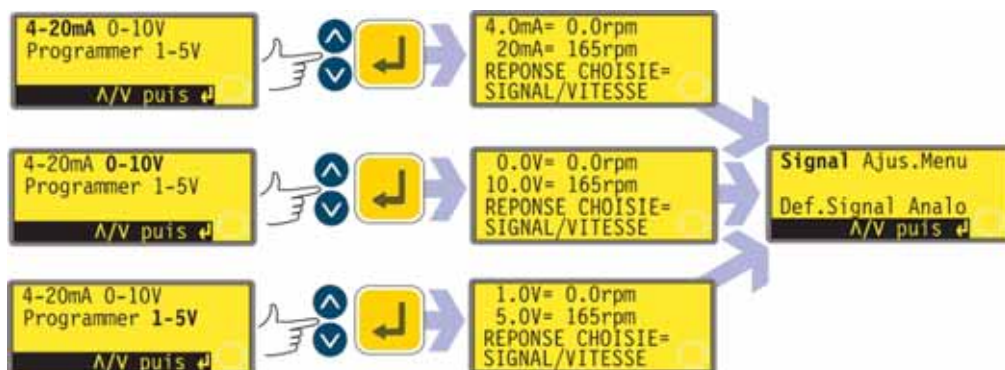 4-20mA 0-10V
Programmer 1-5V
Λ/V puis ↲
4.0mA= 0.0rpm
20mA= 165rpm
REPONSE CHOISIE=
SIGNAL/VITESSE
4-20mA 0-10V
Programmer 1-5V
Λ/V puis ↲
0.0V= 0.0rpm
10.0V= 165rpm
REPONSE CHOISIE=
SIGNAL/VITESSE
Signal Ajus.Menu
Def.Signal Analo
Λ/V puis ↲
4-20mA 0-10V
Programmer 1-5V
Λ/V puis ↲
1.0V= 0.0rpm
5.0V= 165rpm
REPONSE CHOISIE=
SIGNAL/VITESSE